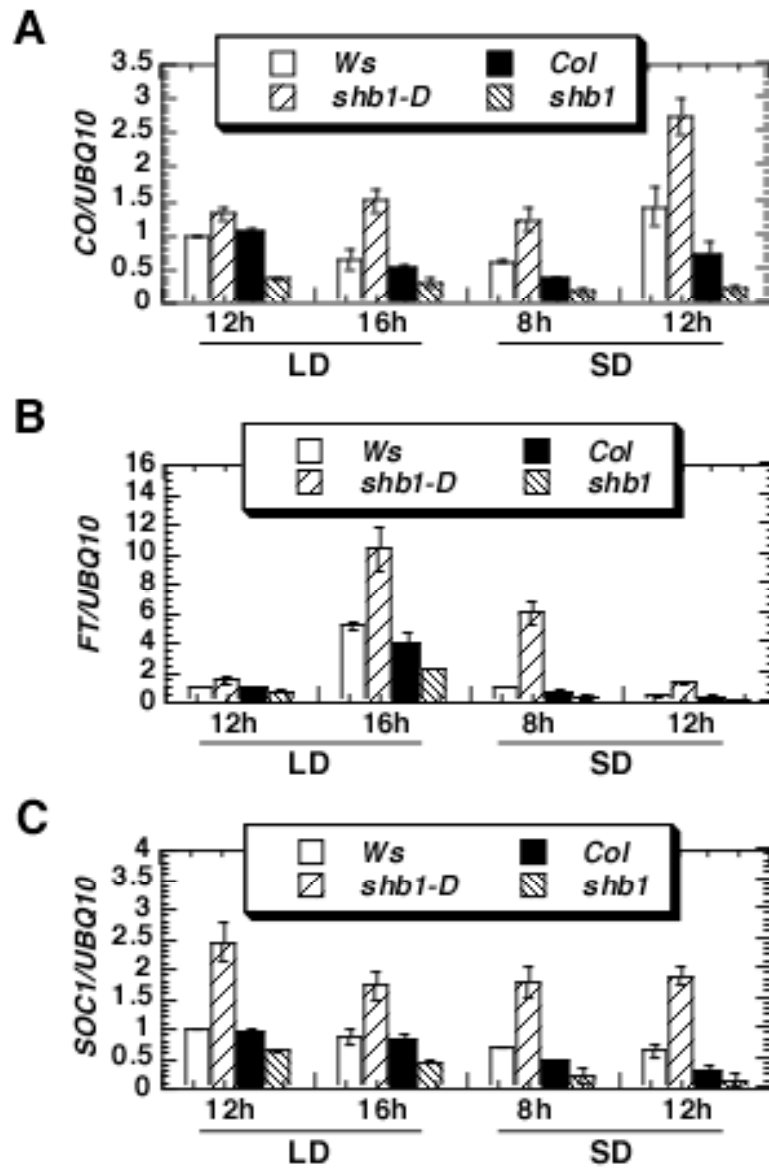 A
Ws Col
shb1-D shb1
CO/UBQ10
3.5
3
2.5
2
1.5
1
0.5
0
12h 16h 8h 12h
LD SD
B
Ws Col
shb1-D shb1
FT/UBQ10
16
14
12
10
8
6
4
2
0
12h 16h 8h 12h
LD SD
C
Ws Col
shb1-D shb1
SOC1/UBQ10
4
3.5
3
2.5
2
1.5
1
0.5
0
12h 16h 8h 12h
LD SD